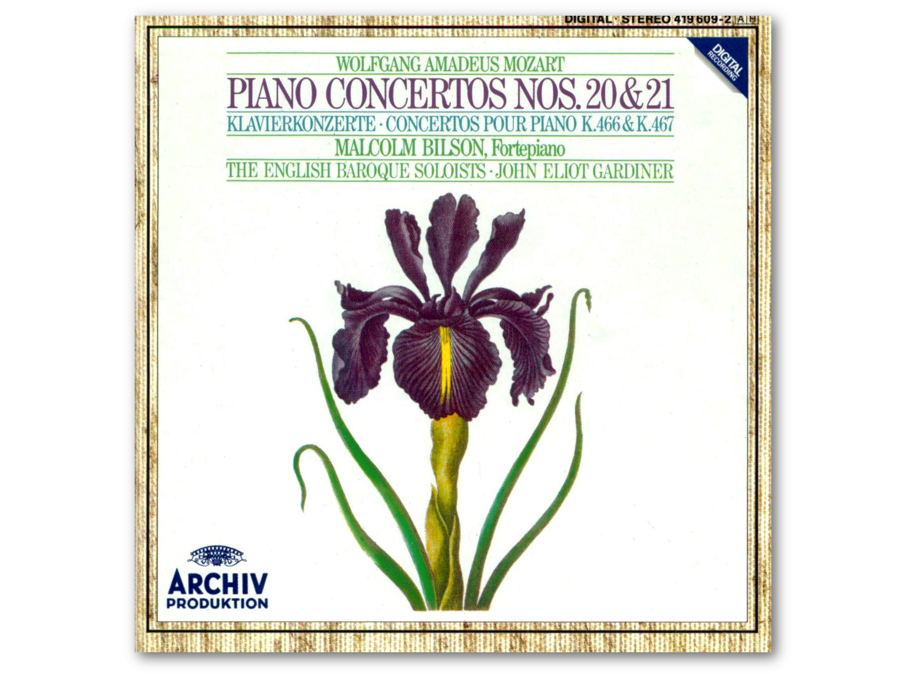 DIGITAL · STEREO 419 609-2 AH
DIGITAL
RECORDING
WOLFGANG AMADEUS MOZART
PIANO CONCERTOS NOS. 20 & 21
KLAVIERKONZERTE · CONCERTOS POUR PIANO K.466 & K.467
MALCOLM BILSON, Fortepiano
THE ENGLISH BAROQUE SOLOISTS · JOHN ELIOT GARDINER
ARCHIV
PRODUKTION